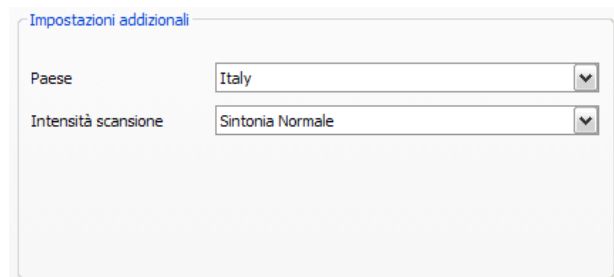 Impostazioni addizionali
Paese Italy
Intensità scansione Sintonia Normale